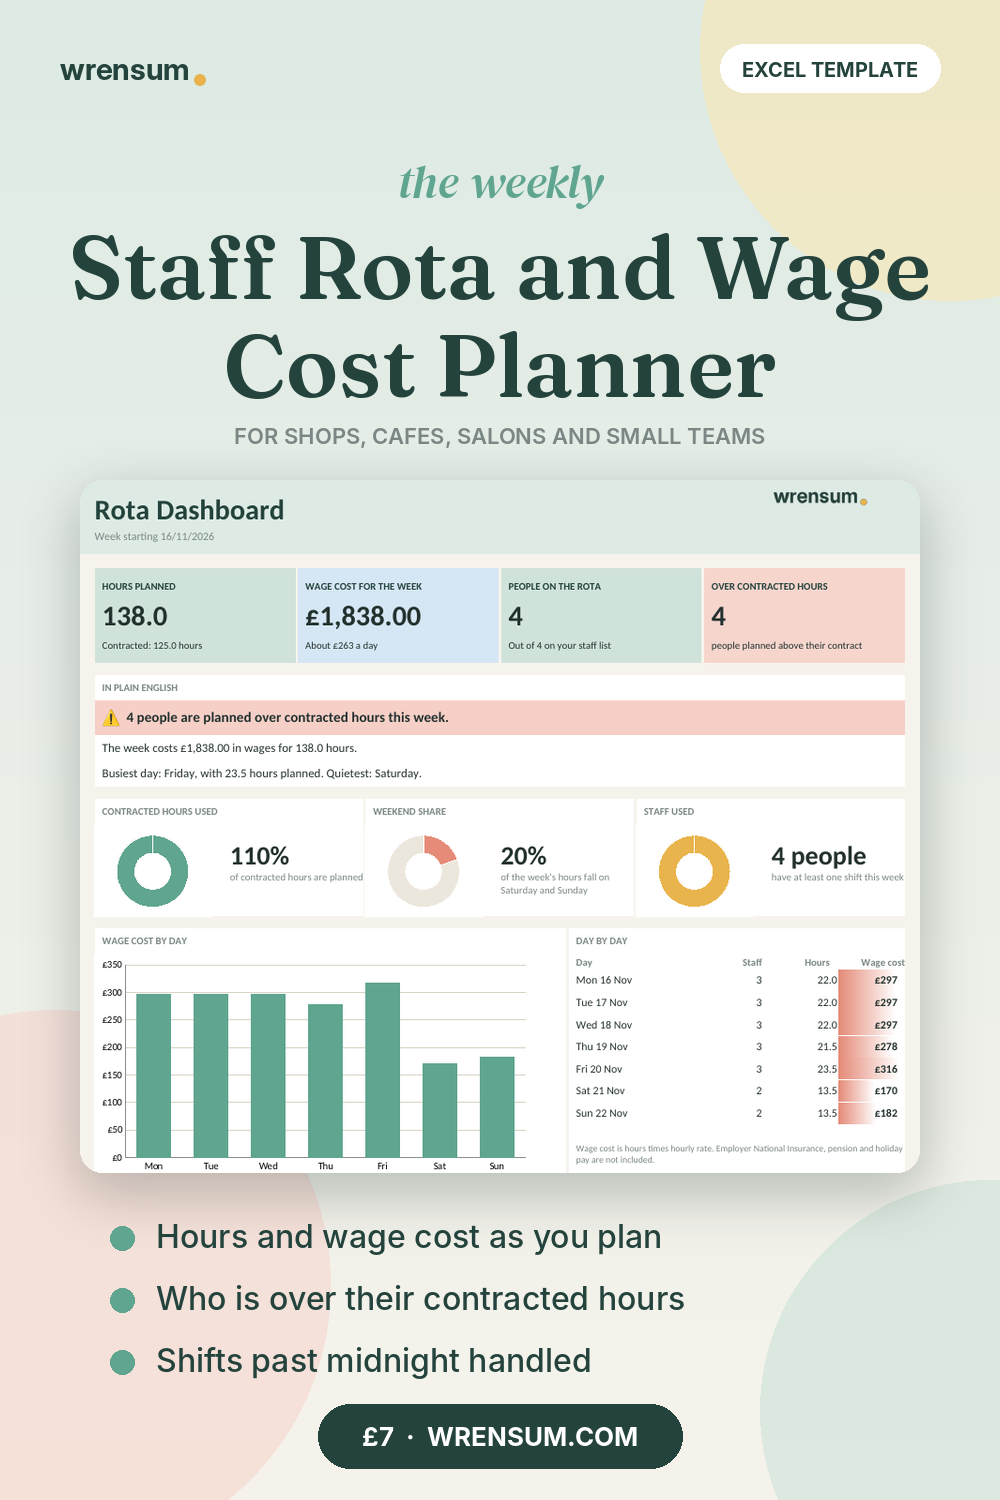 wrensum.
EXCEL TEMPLATE
the weekly
Staff Rota and Wage
Cost Planner
FOR SHOPS, CAFES, SALONS AND SMALL TEAMS
Rota Dashboard
wrensum.
Week starting 16/11/2026
HOURS PLANNED
138.0
Contracted: 125.0 hours
WAGE COST FOR THE WEEK
£1,838.00
About £263 a day
PEOPLE ON THE ROTA
4
Out of 4 on your staff list
OVER CONTRACTED HOURS
4
people planned above their contract
IN PLAIN ENGLISH
⚠ 4 people are planned over contracted hours this week.
The week costs £1,838.00 in wages for 138.0 hours.
Busiest day: Friday, with 23.5 hours planned. Quietest: Saturday.
CONTRACTED HOURS USED
110%
of contracted hours are planned
WEEKEND SHARE
20%
of the week's hours fall on
Saturday and Sunday
STAFF USED
4 people
have at least one shift this week
WAGE COST BY DAY
£350
£300
£250
£200
£150
£100
£50
£0
Mon Tue Wed Thu Fri Sat Sun
DAY BY DAY
Day Staff Hours Wage cost
Mon 16 Nov 3 22.0 £297
Tue 17 Nov 3 22.0 £297
Wed 18 Nov 3 22.0 £297
Thu 19 Nov 3 21.5 £278
Fri 20 Nov 3 23.5 £316
Sat 21 Nov 2 13.5 £170
Sun 22 Nov 2 13.5 £182
Wage cost is hours times hourly rate. Employer National Insurance, pension and holiday
pay are not included.
Hours and wage cost as you plan
Who is over their contracted hours
Shifts past midnight handled
£7 · WRENSUM.COM